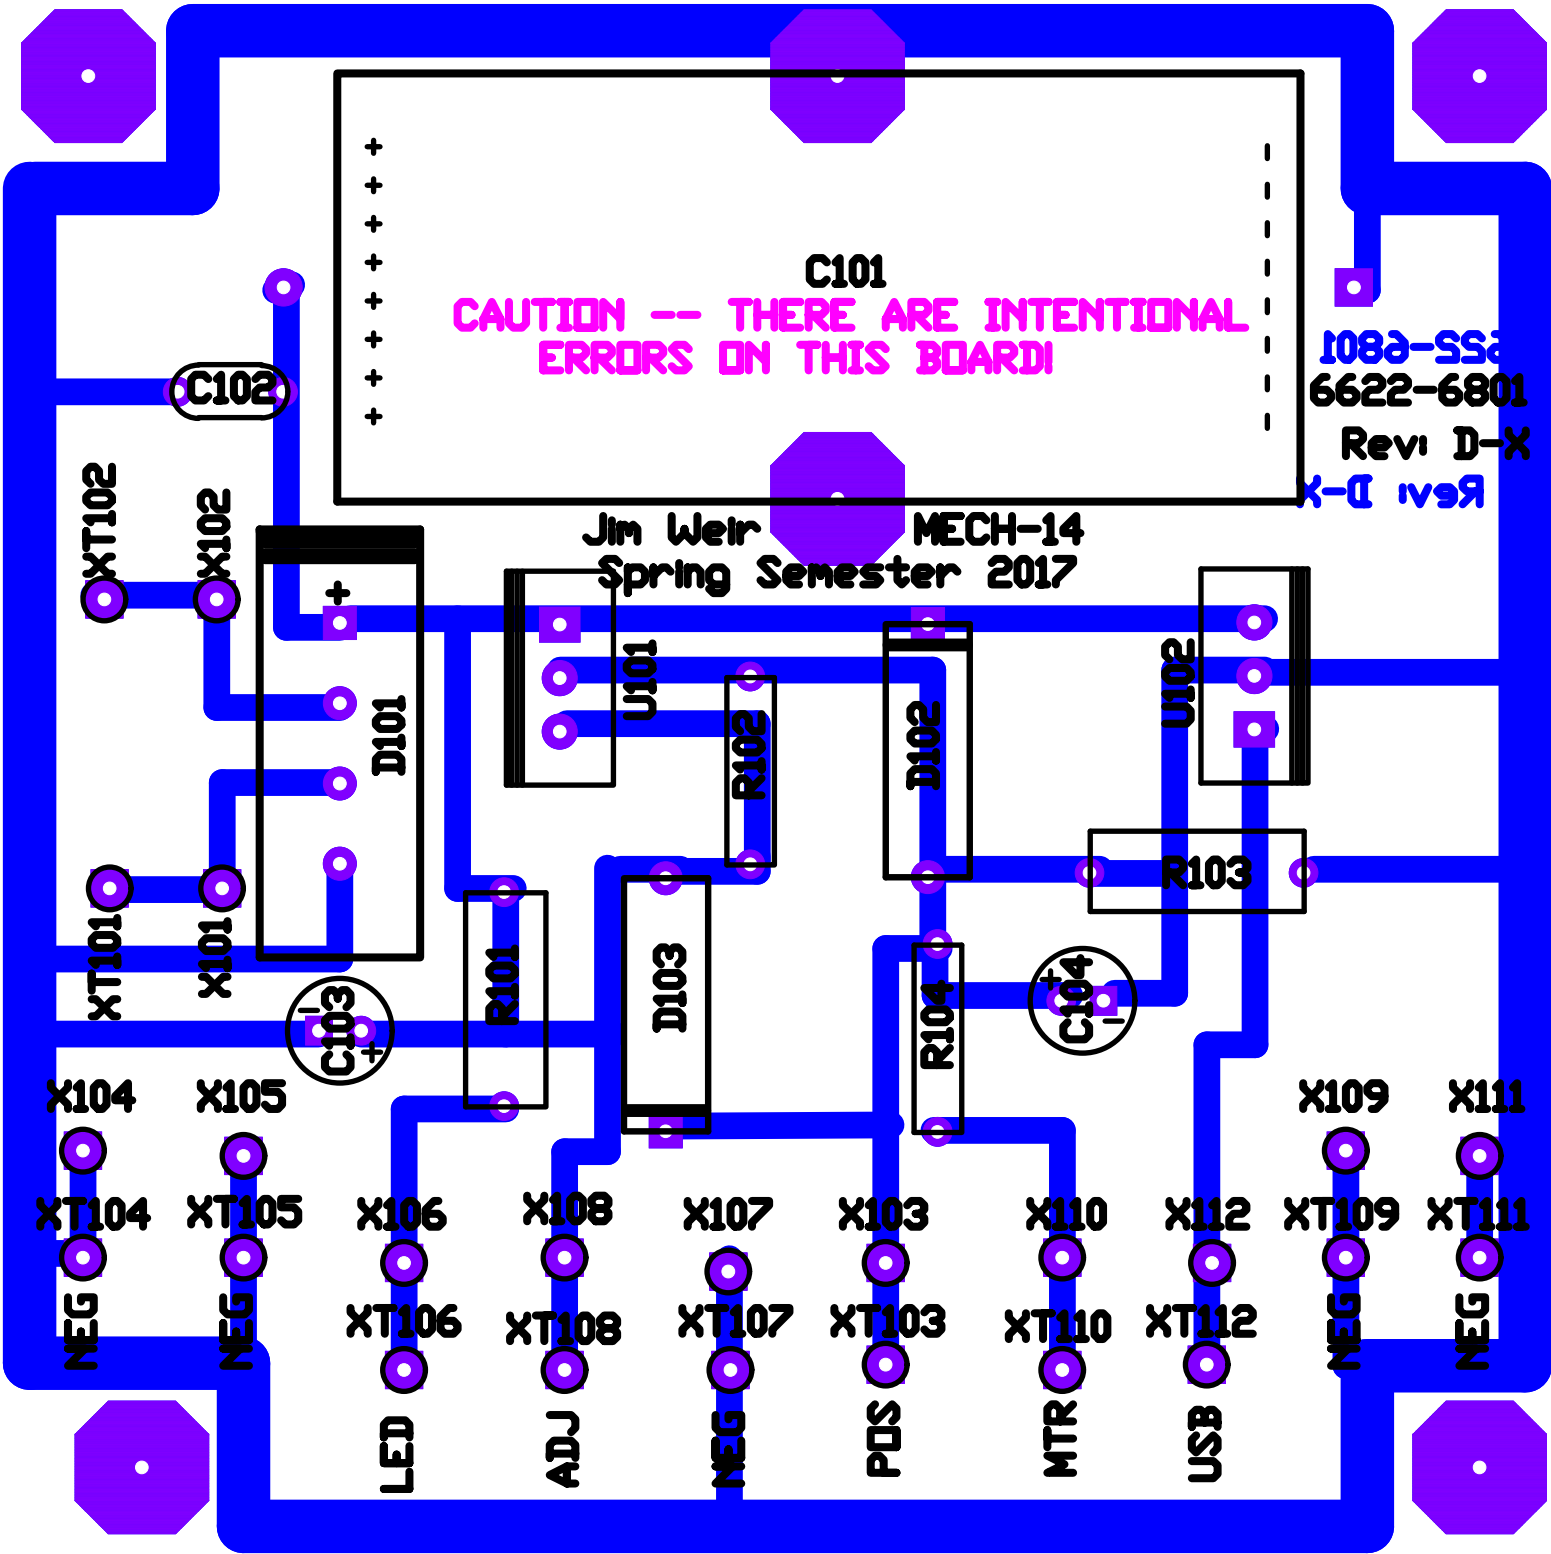 C101
CAUTION -- THERE ARE INTENTIONAL
ERRORS ON THIS BOARD!
6622-6801
6622-6801
Rev: D-X
Rev: D-X
C102
Jim Weir MECH-14
Spring Semester 2017
XT102
X102
+
D101
U101
R102
D102
U102
R103
XT101
X101
C103
- +
R101
D103
R104
C104
+ -
X104
X105
X109
X111
XT104
XT105
X106
X108
X107
X103
X110
X112
XT109
XT111
XT106
XT108
XT107
XT103
XT110
XT112
NEG
NEG
NEG
NEG
LED
ADJ
NEG
POS
MTR
USB